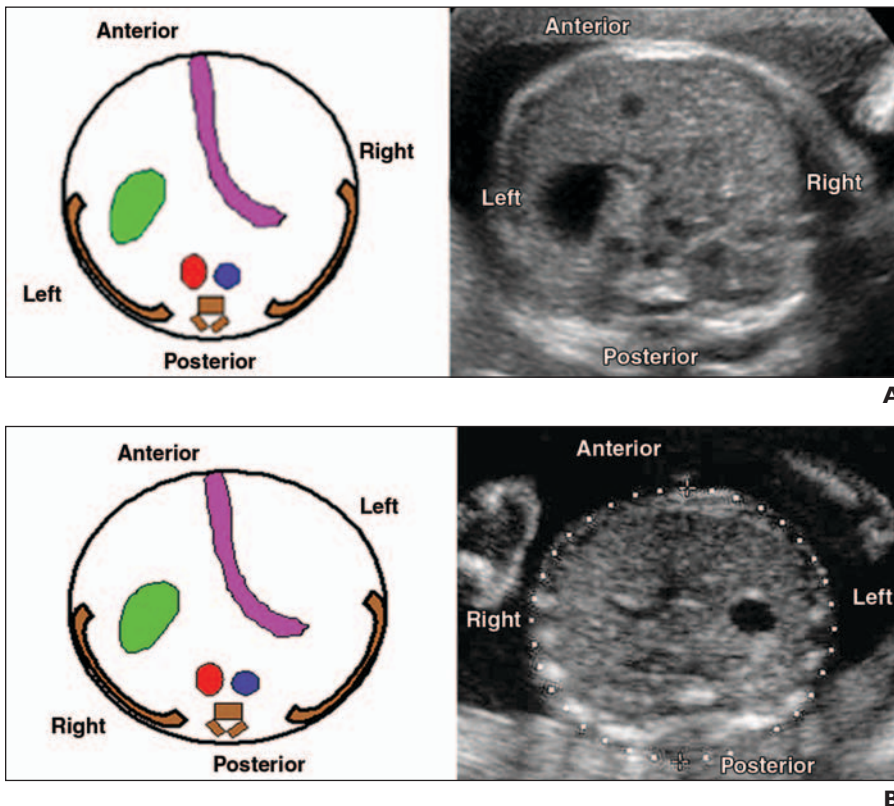 Anterior
Right
Left
Posterior
Anterior
Left
Right
Posterior
A
Anterior
Left
Right
Posterior
Anterior
Right
Left
Posterior
B